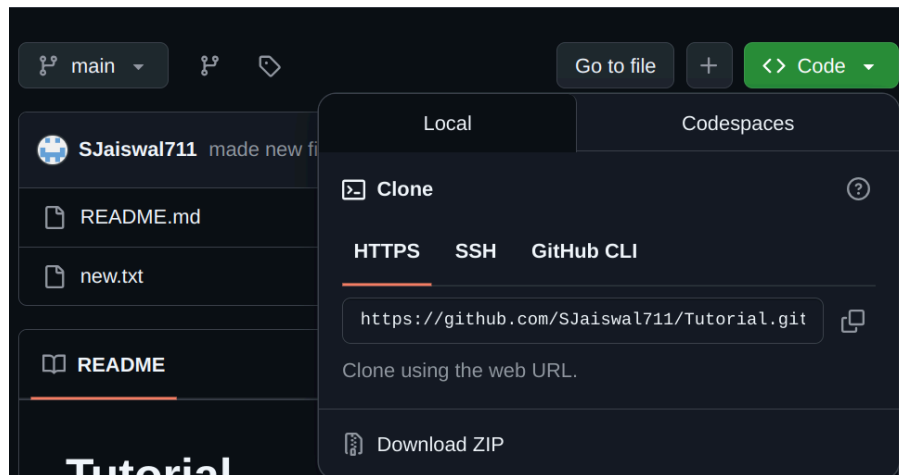 main Go to file Code
Local Codespaces
SJaiswal711 made new fi
Clone
README.md
HTTPS SSH GitHub CLI
new.txt
https://github.com/SJaiswal711/Tutorial.git
README
Clone using the web URL.
Download ZIP
Tutorial